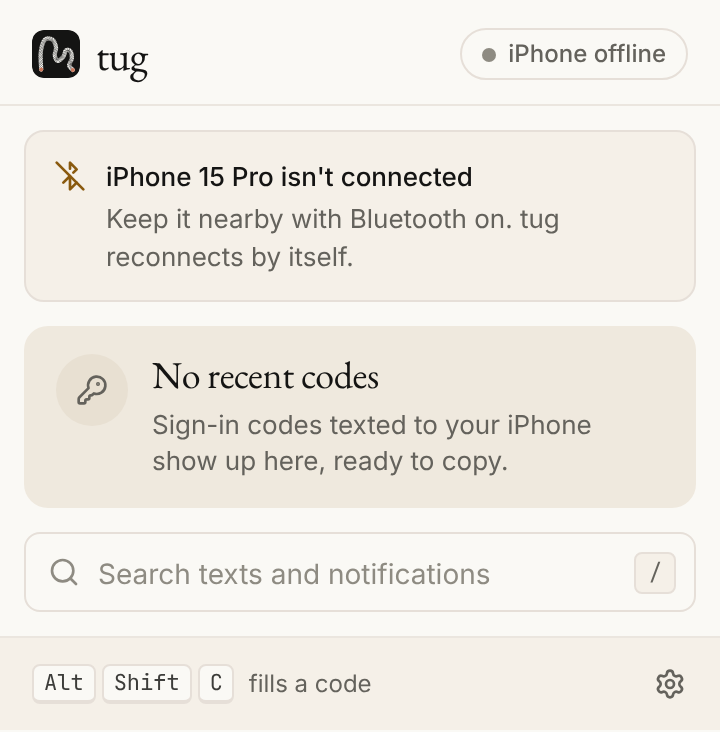 tug
iPhone offline
iPhone 15 Pro isn't connected
Keep it nearby with Bluetooth on. tug
reconnects by itself.
No recent codes
Sign-in codes texted to your iPhone
show up here, ready to copy.
Search texts and notifications /
Alt Shift C fills a code